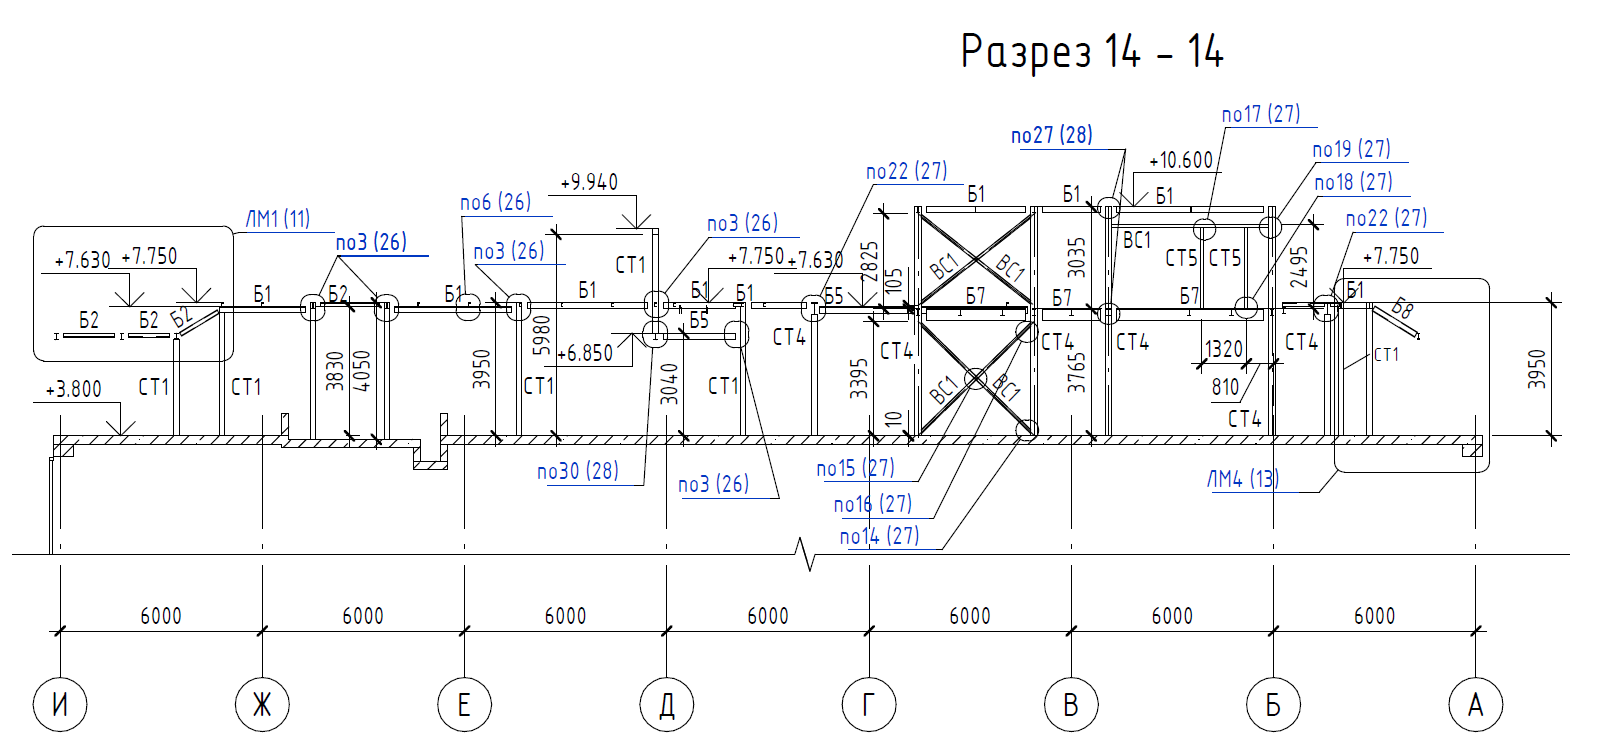 Разрез 14 - 14
по17 (27)
по27 (28)
по19 (27)
+10.600
по22 (27)
по18 (27)
+9.940
Б1
Б1
Б1
по6 (26)
ЛМ1 (11)
по3 (26)
по22 (27)
по3 (26)
ВС1
по3 (26)
+7.630
+7.750
СТ1
+7.750
+7.630
2825
ВС1
ВС1
3035
СТ5
СТ5
2495
+7.750
105
Б1
Б2
Б1
Б1
Б1
Б1
Б5
Б7
Б7
Б7
Б1
Б2
Б2
Б2
Б8
5980
Б5
+6.850
СТ4
СТ4
СТ4
СТ4
1320
СТ4
СТ1
3830
4050
3950
3040
3395
3765
3950
+3.800
СТ1
СТ1
СТ1
СТ1
ВС1
ВС1
810
10
СТ4
по30 (28)
по3 (26)
по15 (27)
по16 (27)
по14 (27)
ЛМ4 (13)
6000
6000
6000
6000
6000
6000
6000
И
Ж
Е
Д
Г
В
Б
А